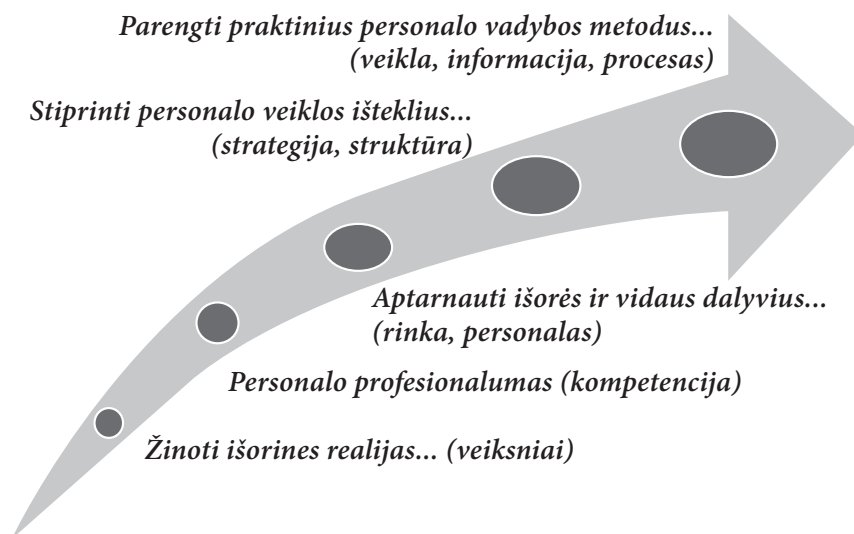 Parengti praktinius personalo vadybos metodus...
(veikla, informacija, procesas)
Stiprinti personalo veiklos išteklius...
(strategija, struktūra)
Aptarnauti išorės ir vidaus dalyvius...
(rinka, personalas)
Personalo profesionalumas (kompetencija)
Žinoti išorines realijas... (veiksniai)